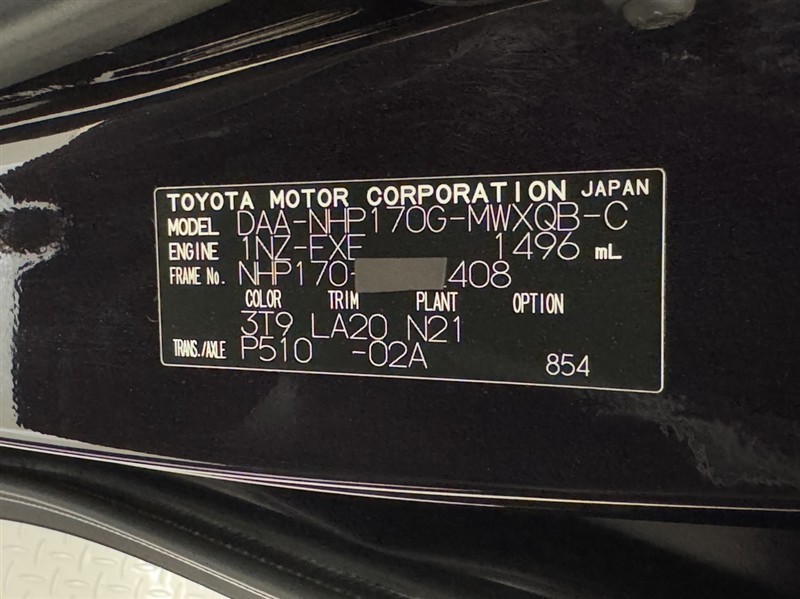 TOYOTA MOTOR CORPORATION JAPAN
MODEL DAA-NHP170G-MWXQB-C
ENGINE 1NZ-FXE 1496 mL
FRAME No. NHP170- 408
COLOR TRIM PLANT OPTION
3T9 LA20 N21
TRANS./AXLE P510 -02A 854